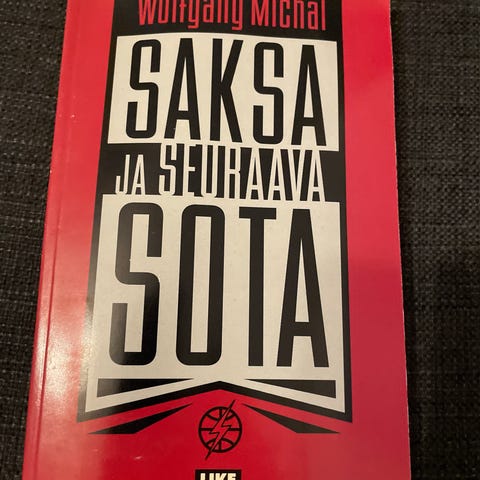 Wolfgang Michal
SAKSA
JA SEURAAVA
SOTA
LIKE